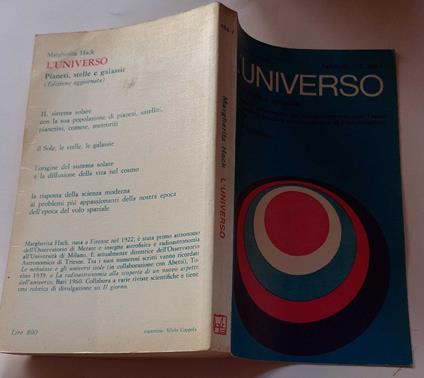 Margherita Hack
L'UNIVERSO
Pianeti, stelle e galassie
(Edizione aggiornata)
IL sistema solare
con la sua popolazione di pianeti, satelliti,
pianetini, comete, meteoriti
il Sole, le stelle, le galassie
l'origine del sistema solare
e la diffusione della vita nel cosmo
la risposta della scienza moderna
ai problemi più appassionanti della nostra epoca
dell'epoca del volo spaziale
Margherita Hack, nata a Firenze nel 1922, è stata primo astronomo
dell'Osservatorio di Merate e insegna astrofisica e radioastronomia
all'Università di Milano. È attualmente direttrice dell'Osservatorio
Astronomico di Trieste. Tra i suoi numerosi scritti vanno ricordati
Le nebulose e gli universi isole (in collaborazione con Abetti), To-
rino 1959, e La radioastronomia alla scoperta di un nuovo aspetto
dell'universo, Bari 1960. Collabora a varie riviste scientifiche e tiene
una rubrica di divulgazione su Il giorno.
Lire 800
copertina: Silvio Coppola
Margherita Hack L'UNIVERSO
L'UNIVERSO